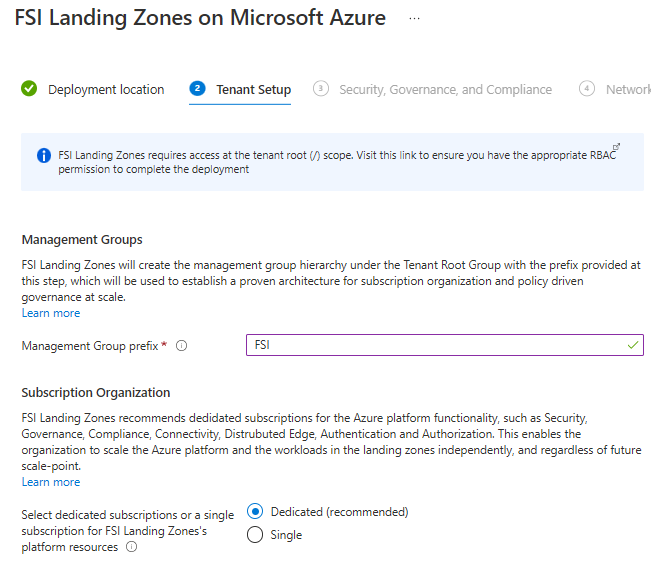 FSI Landing Zones on Microsoft Azure ...
Deployment location 2 Tenant Setup 3 Security, Governance, and Compliance 4 Network
FSI Landing Zones requires access at the tenant root (/) scope. Visit this link to ensure you have the appropriate RBAC
permission to complete the deployment
Management Groups
FSI Landing Zones will create the management group hierarchy under the Tenant Root Group with the prefix provided at
this step, which will be used to establish a proven architecture for subscription organization and policy driven
governance at scale.
Learn more
Management Group prefix * FSI
Subscription Organization
FSI Landing Zones recommends dedidated subscriptions for the Azure platform functionality, such as Security,
Governance, Compliance, Connectivity, Distrubuted Edge, Authentication and Authorization. This enables the
organization to scale the Azure platform and the workloads in the landing zones independently, and regardless of future
scale-point.
Learn more
Select dedicated subscriptions or a single
subscription for FSI Landing Zones's
platform resources
Dedicated (recommended)
Single